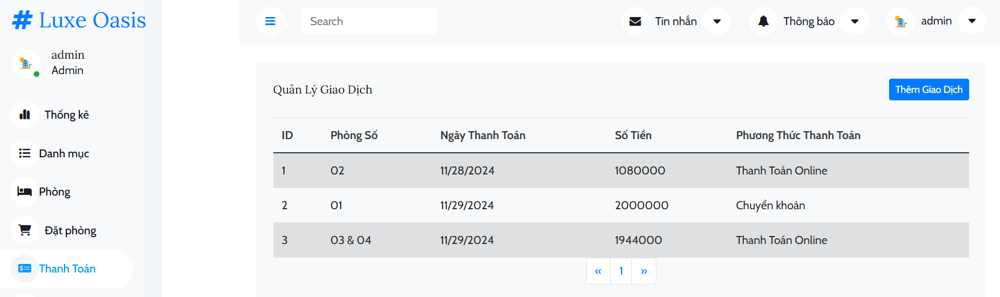 # Luxe Oasis
admin
Admin
Thống kê
Danh mục
Phòng
Đặt phòng
Thanh Toán
Search
Tin nhắn
Thông báo
admin
Quản Lý Giao Dịch
Thêm Giao Dịch
ID Phòng Số Ngày Thanh Toán Số Tiền Phương Thức Thanh Toán
1 02 11/28/2024 1080000 Thanh Toán Online
2 01 11/29/2024 2000000 Chuyển khoản
3 03 & 04 11/29/2024 1944000 Thanh Toán Online
« 1 »